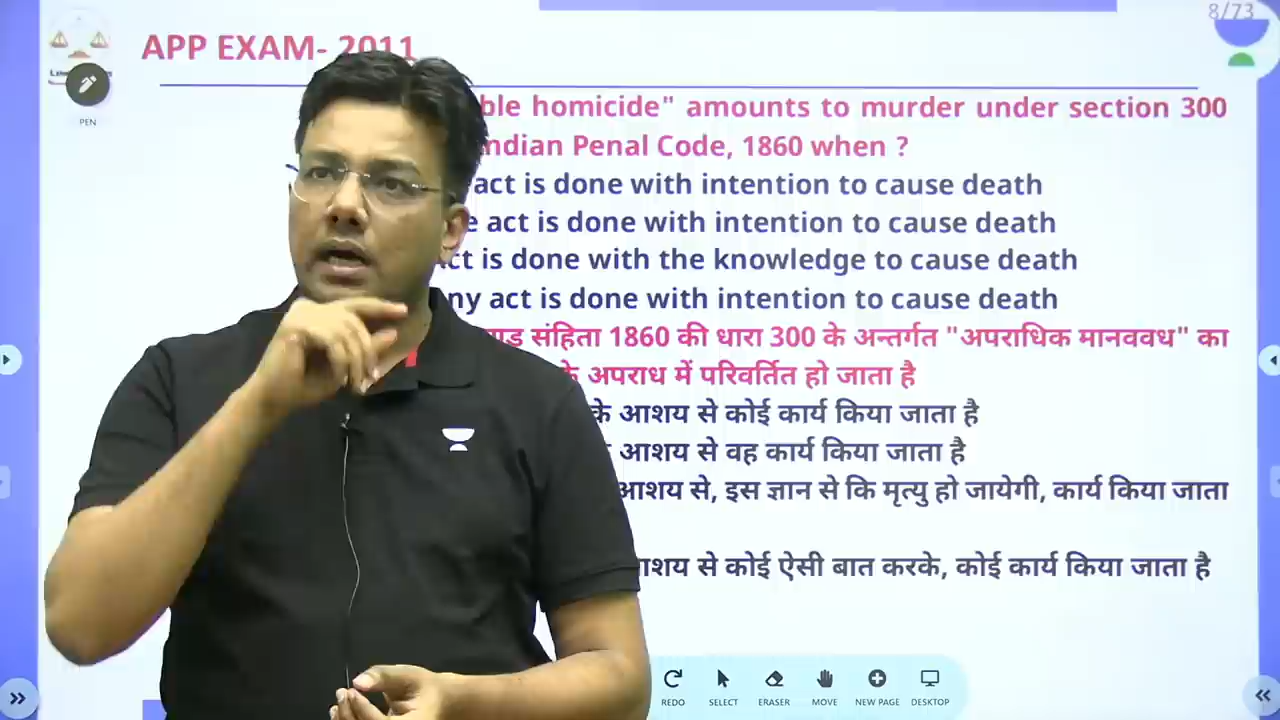 8/73
APP EXAM- 2011
PEN
ble homicide" amounts to murder under section 300
ndian Penal Code, 1860 when ?
act is done with intention to cause death
e act is done with intention to cause death
ct is done with the knowledge to cause death
ny act is done with intention to cause death
संहिता 1860 की धारा 300 के अन्तर्गत "अपराधिक मानववध" का
के अपराध में परिवर्तित हो जाता है
के आशय से कोई कार्य किया जाता है
आशय से वह कार्य किया जाता है
आशय से, इस ज्ञान से कि मृत्यु हो जायेगी, कार्य किया जाता
आशय से कोई ऐसी बात करके, कोई कार्य किया जाता है
REDO SELECT ERASER MOVE NEW PAGE DESKTOP